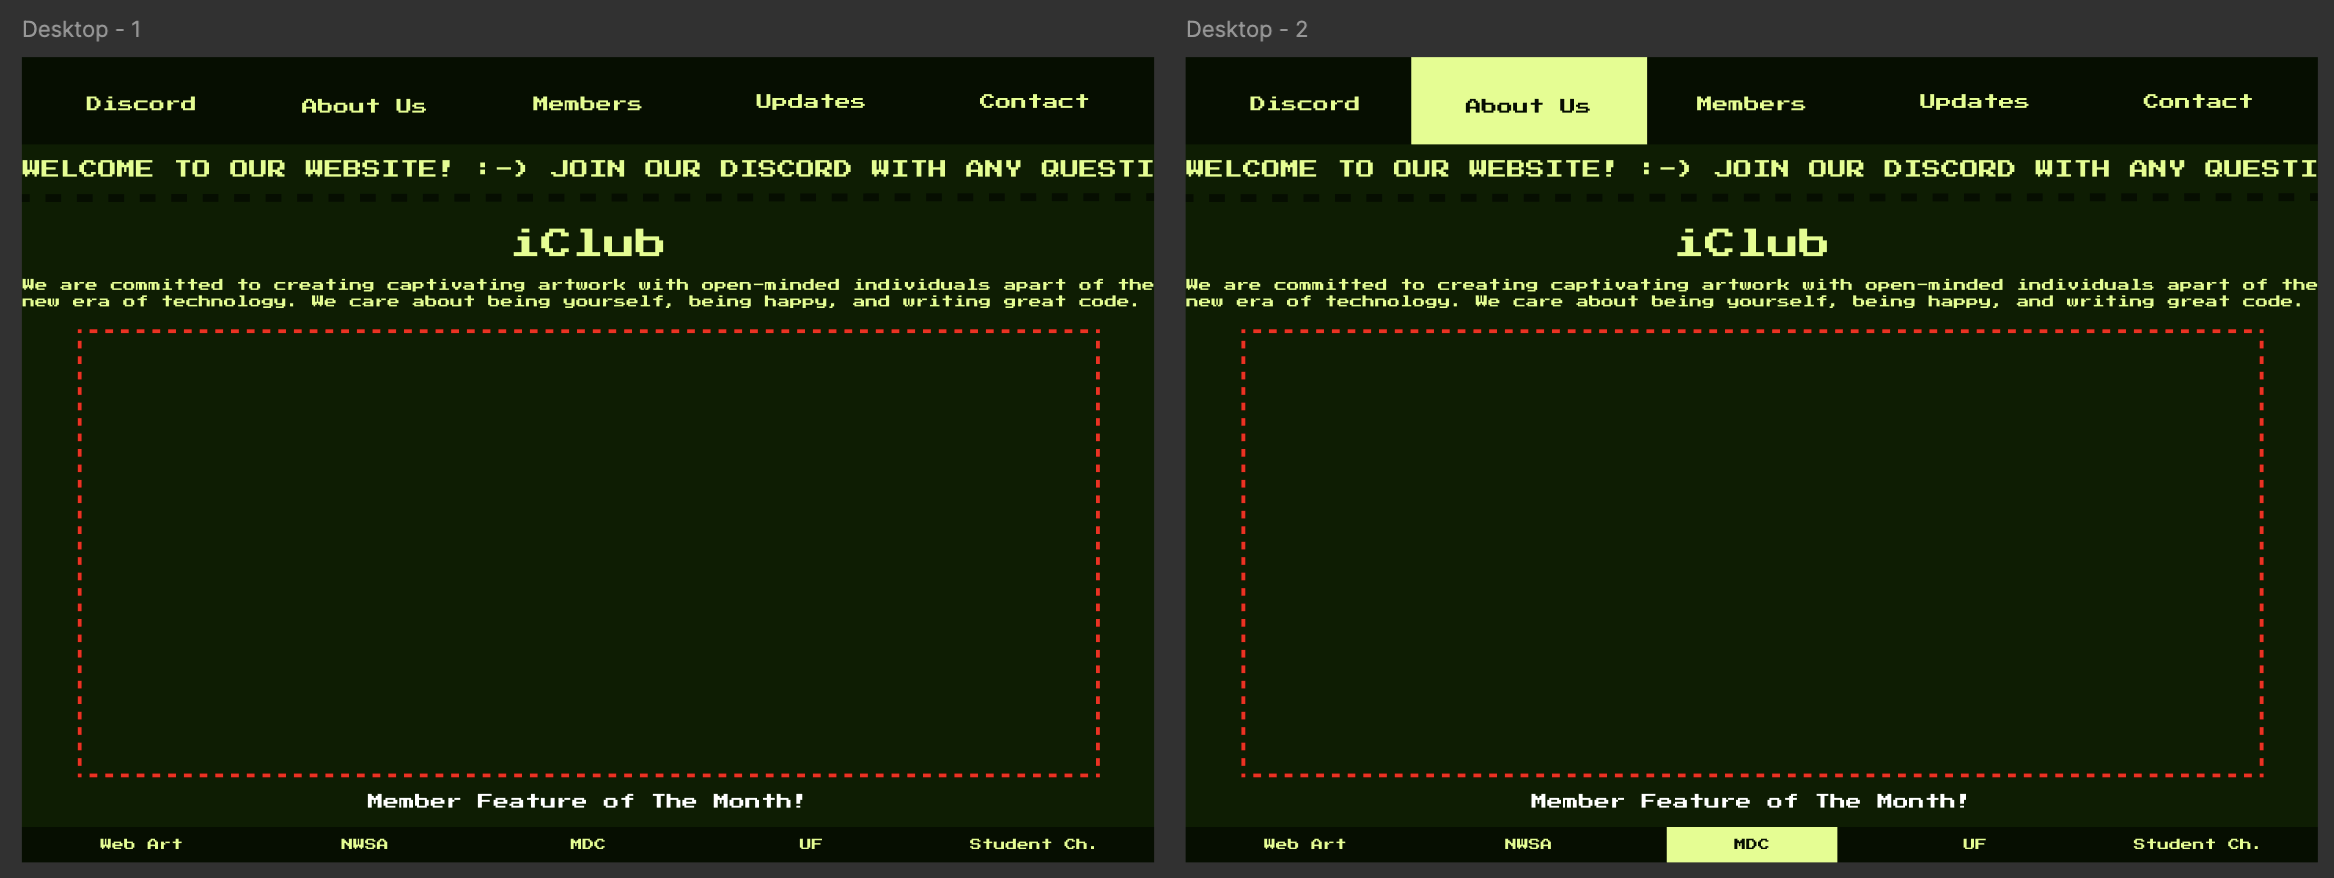 Desktop - 1
Discord About Us Members Updates Contact
WELCOME TO OUR WEBSITE! :-) JOIN OUR DISCORD WITH ANY QUESTI
iClub
We are committed to creating captivating artwork with open-minded individuals apart of the
new era of technology. We care about being yourself, being happy, and writing great code.
Member Feature of The Month!
Web Art NWSA MDC UF Student Ch.
Desktop - 2
Discord About Us Members Updates Contact
WELCOME TO OUR WEBSITE! :-) JOIN OUR DISCORD WITH ANY QUESTI
iClub
We are committed to creating captivating artwork with open-minded individuals apart of the
new era of technology. We care about being yourself, being happy, and writing great code.
Member Feature of The Month!
Web Art NWSA MDC UF Student Ch.